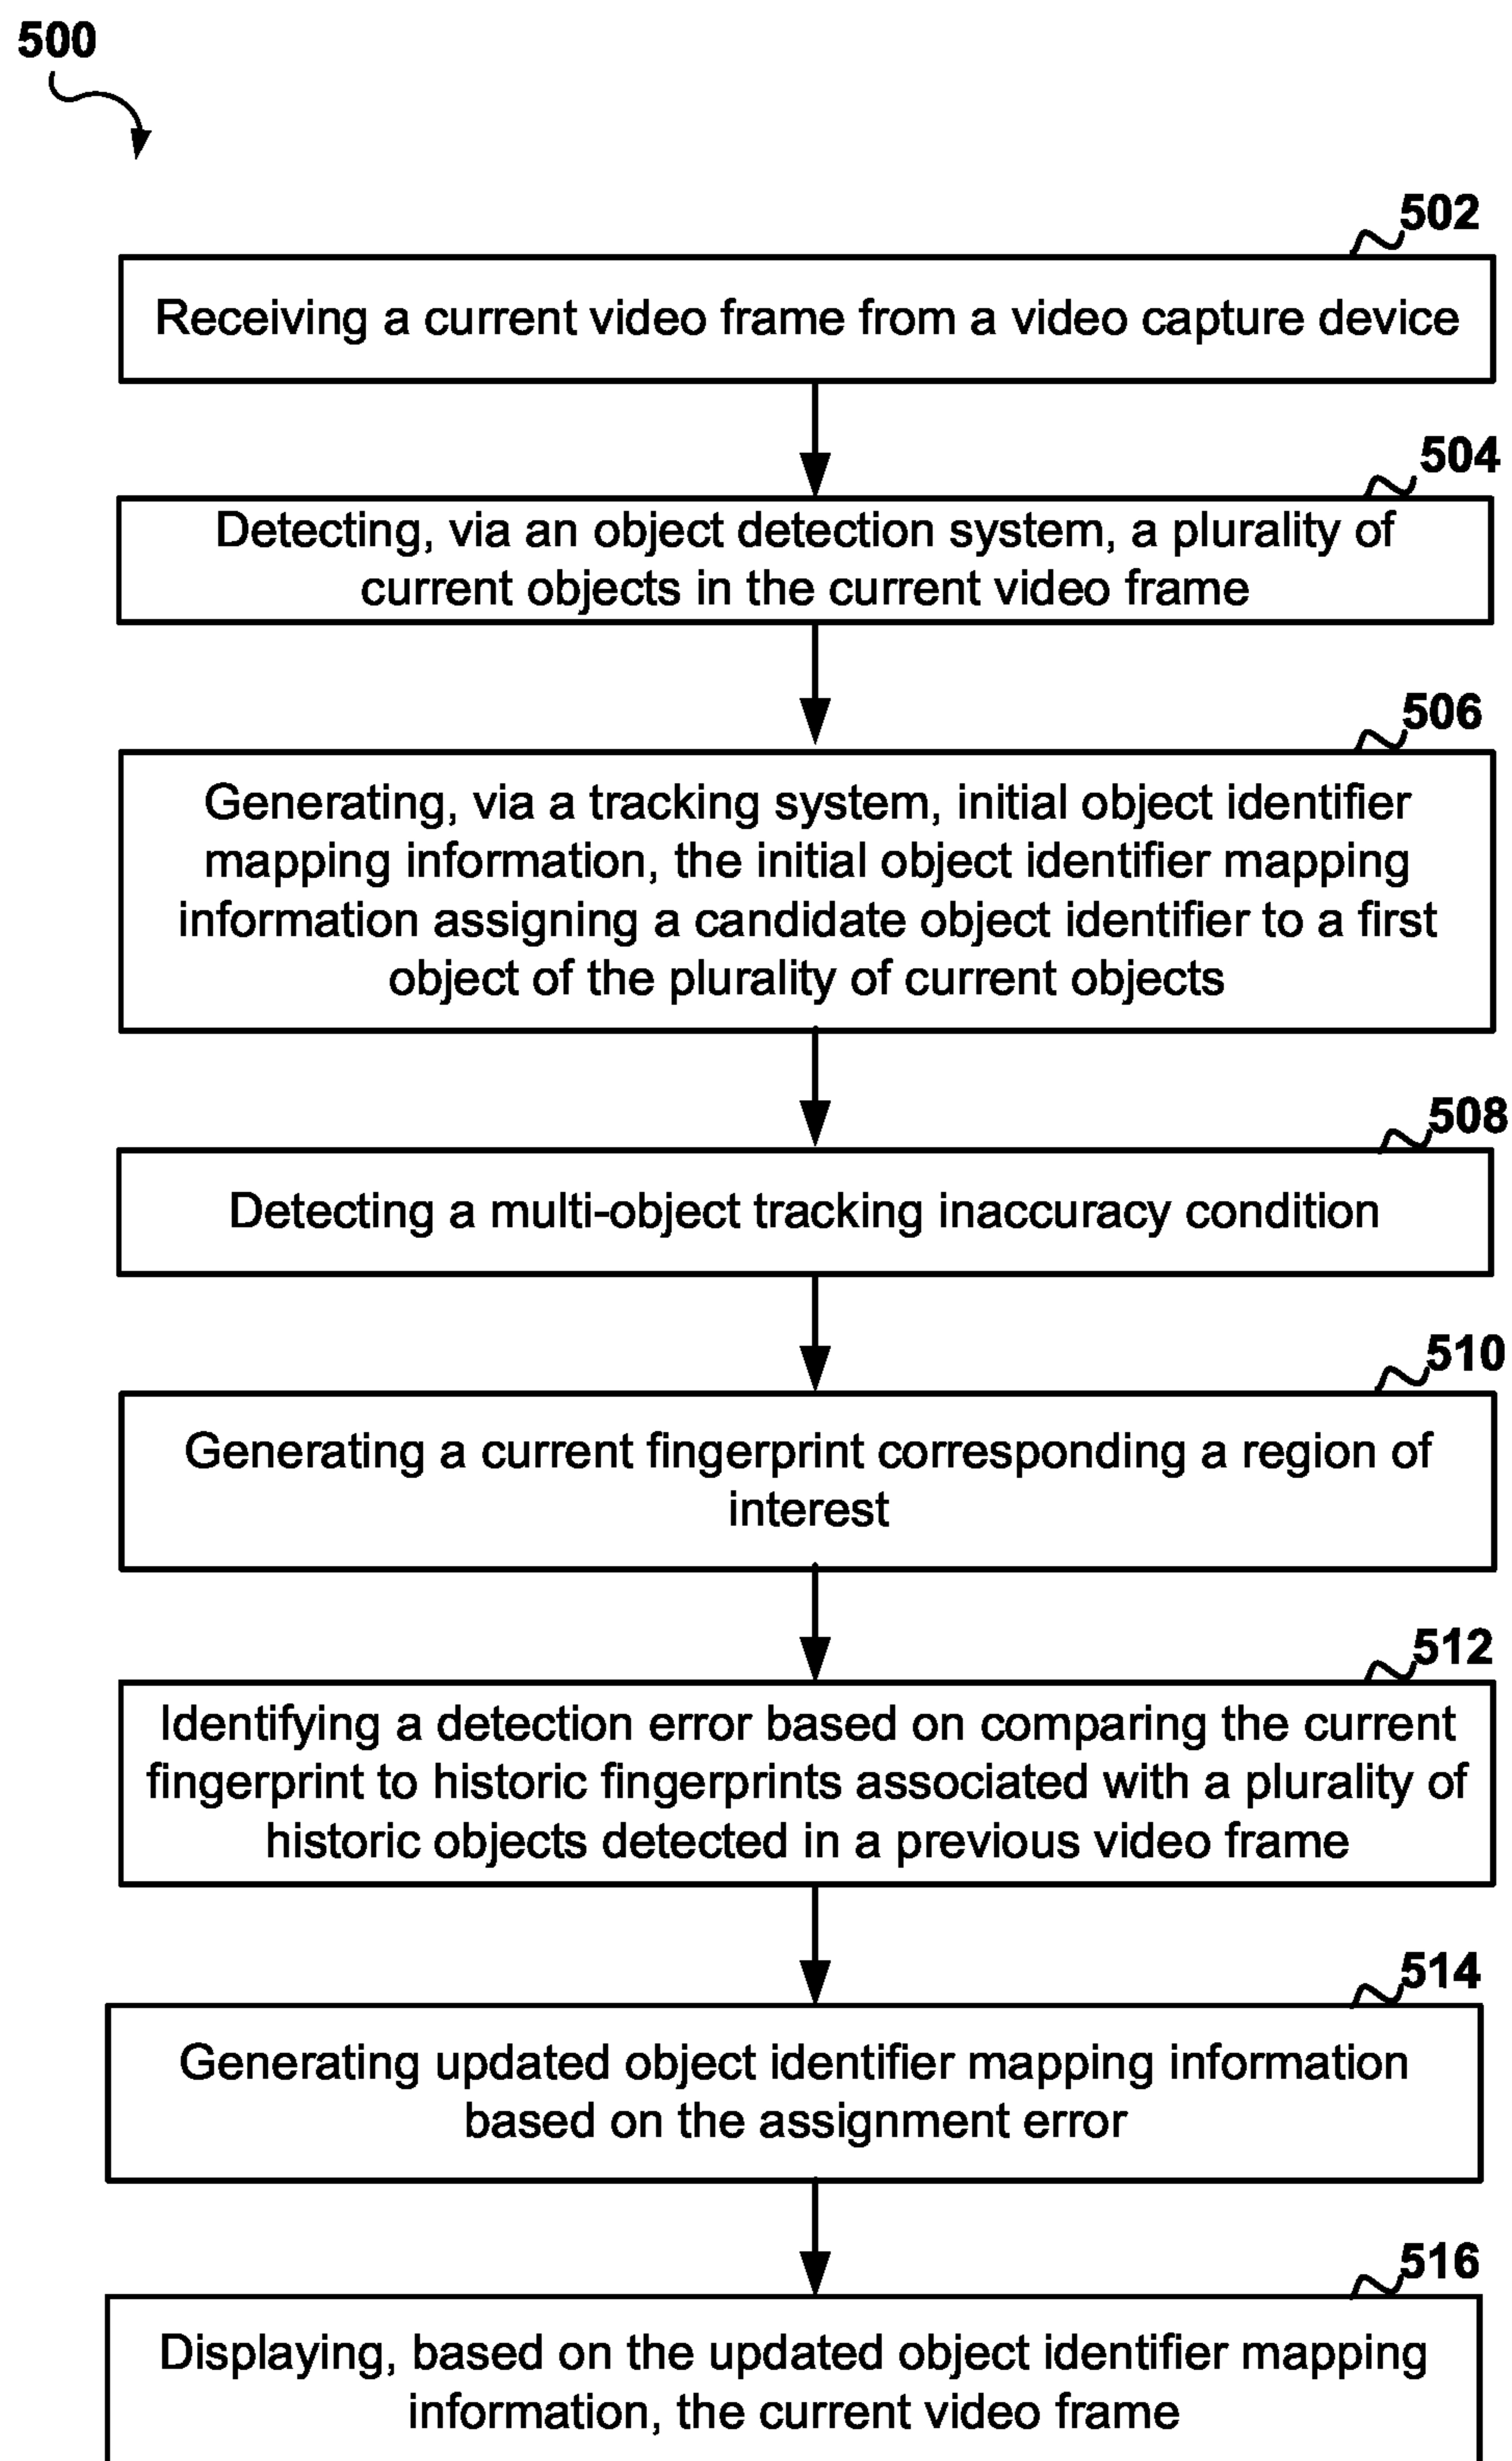 500
502
Receiving a current video frame from a video capture device
504
Detecting, via an object detection system, a plurality of
current objects in the current video frame
506
Generating, via a tracking system, initial object identifier
mapping information, the initial object identifier mapping
information assigning a candidate object identifier to a first
object of the plurality of current objects
508
Detecting a multi-object tracking inaccuracy condition
510
Generating a current fingerprint corresponding a region of
interest
512
Identifying a detection error based on comparing the current
fingerprint to historic fingerprints associated with a plurality of
historic objects detected in a previous video frame
514
Generating updated object identifier mapping information
based on the assignment error
516
Displaying, based on the updated object identifier mapping
information, the current video frame